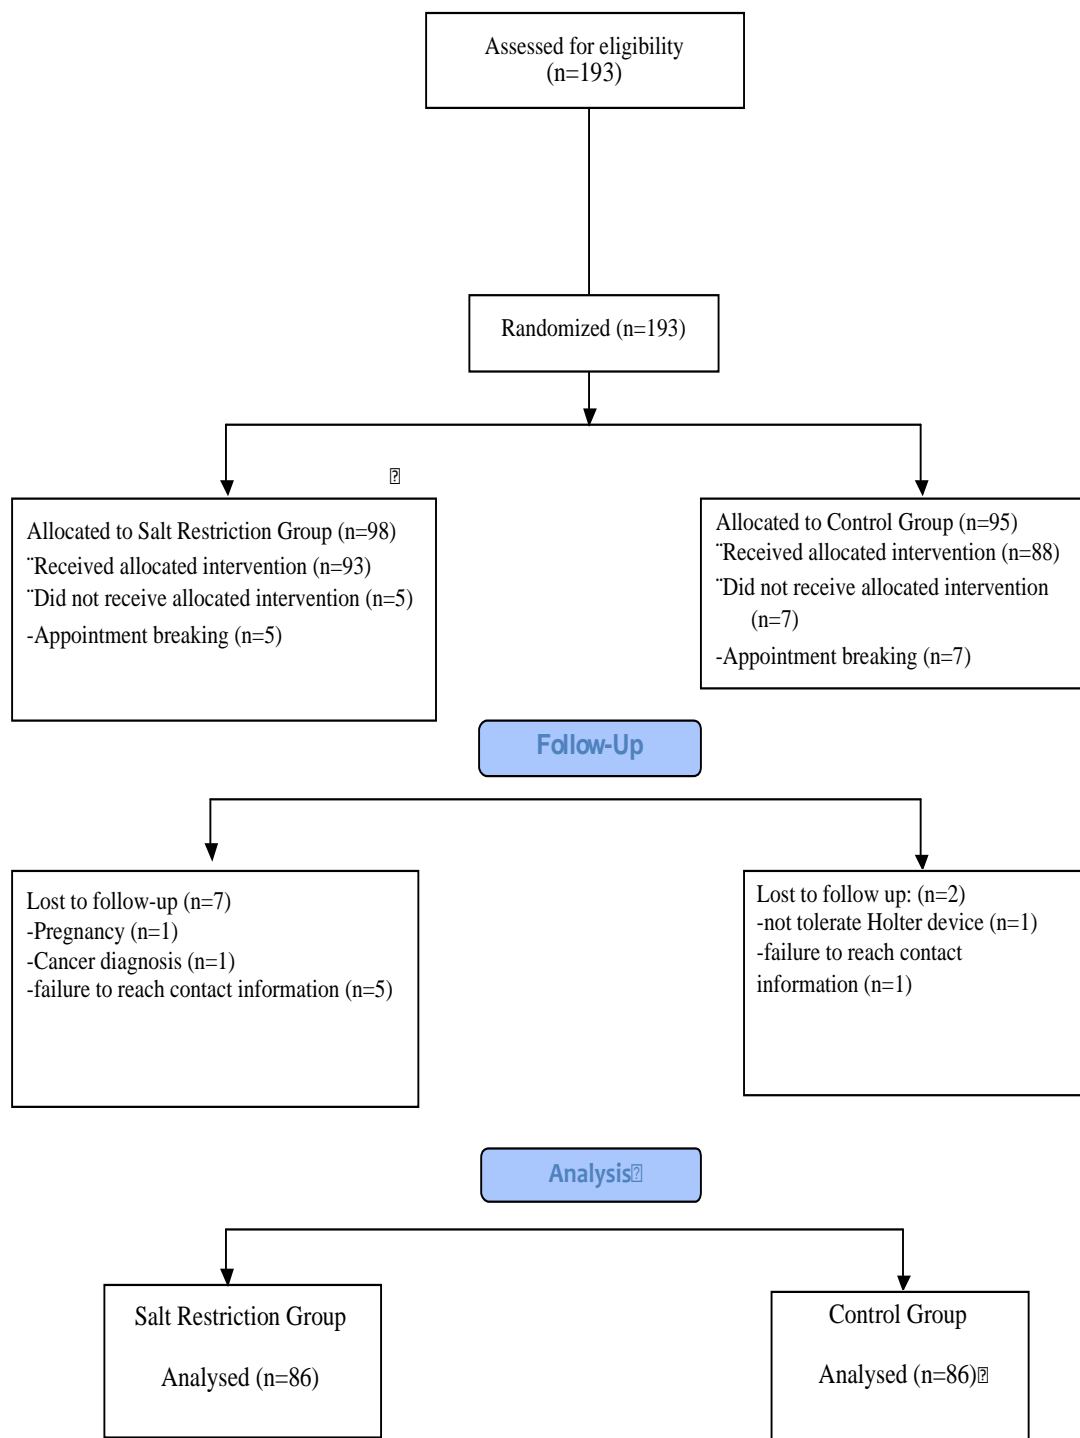 Assessed for eligibility
(n=193)
Randomized (n=193)
Allocated to Salt Restriction Group (n=98)
¨Received allocated intervention (n=93)
¨Did not receive allocated intervention (n=5)
-Appointment breaking (n=5)
Allocated to Control Group (n=95)
¨Received allocated intervention (n=88)
¨Did not receive allocated intervention
(n=7)
-Appointment breaking (n=7)
Follow-Up
Lost to follow-up (n=7)
-Pregnancy (n=1)
-Cancer diagnosis (n=1)
-failure to reach contact information (n=5)
Lost to follow up: (n=2)
-not tolerate Holter device (n=1)
-failure to reach contact
information (n=1)
Analysis
Salt Restriction Group
Analysed (n=86)
Control Group
Analysed (n=86)